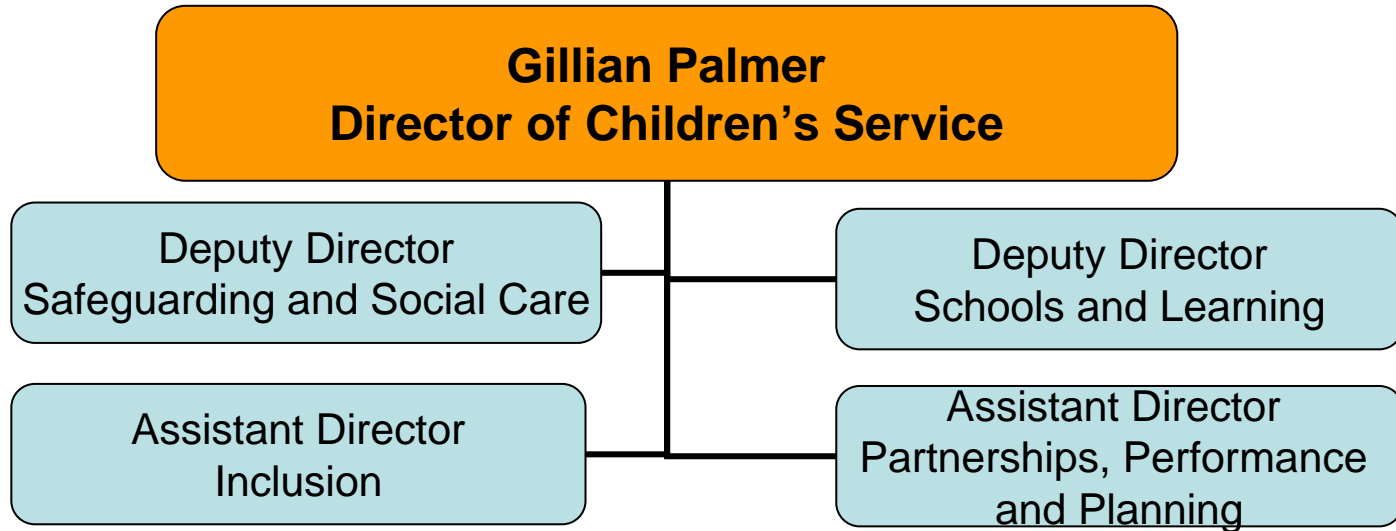 Gillian Palmer
Director of Children’s Service
Deputy Director
Safeguarding and Social Care
Deputy Director
Schools and Learning
Assistant Director
Inclusion
Assistant Director
Partnerships, Performance
and Planning